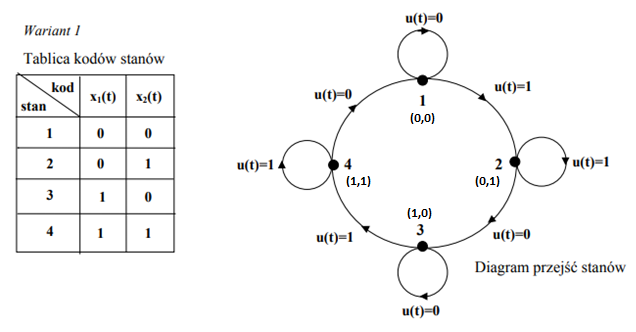 Wariant 1
Tablica kodów stanów
kod
stan
x₁(t) x₂(t)
1 0 0
2 0 1
3 1 0
4 1 1
u(t)=0
u(t)=0
u(t)=1
1
(0,0)
u(t)=1
4
2
u(t)=1
(1,1)
(0,1)
(1,0)
3
u(t)=1
u(t)=0
Diagram przejść stanów
u(t)=0